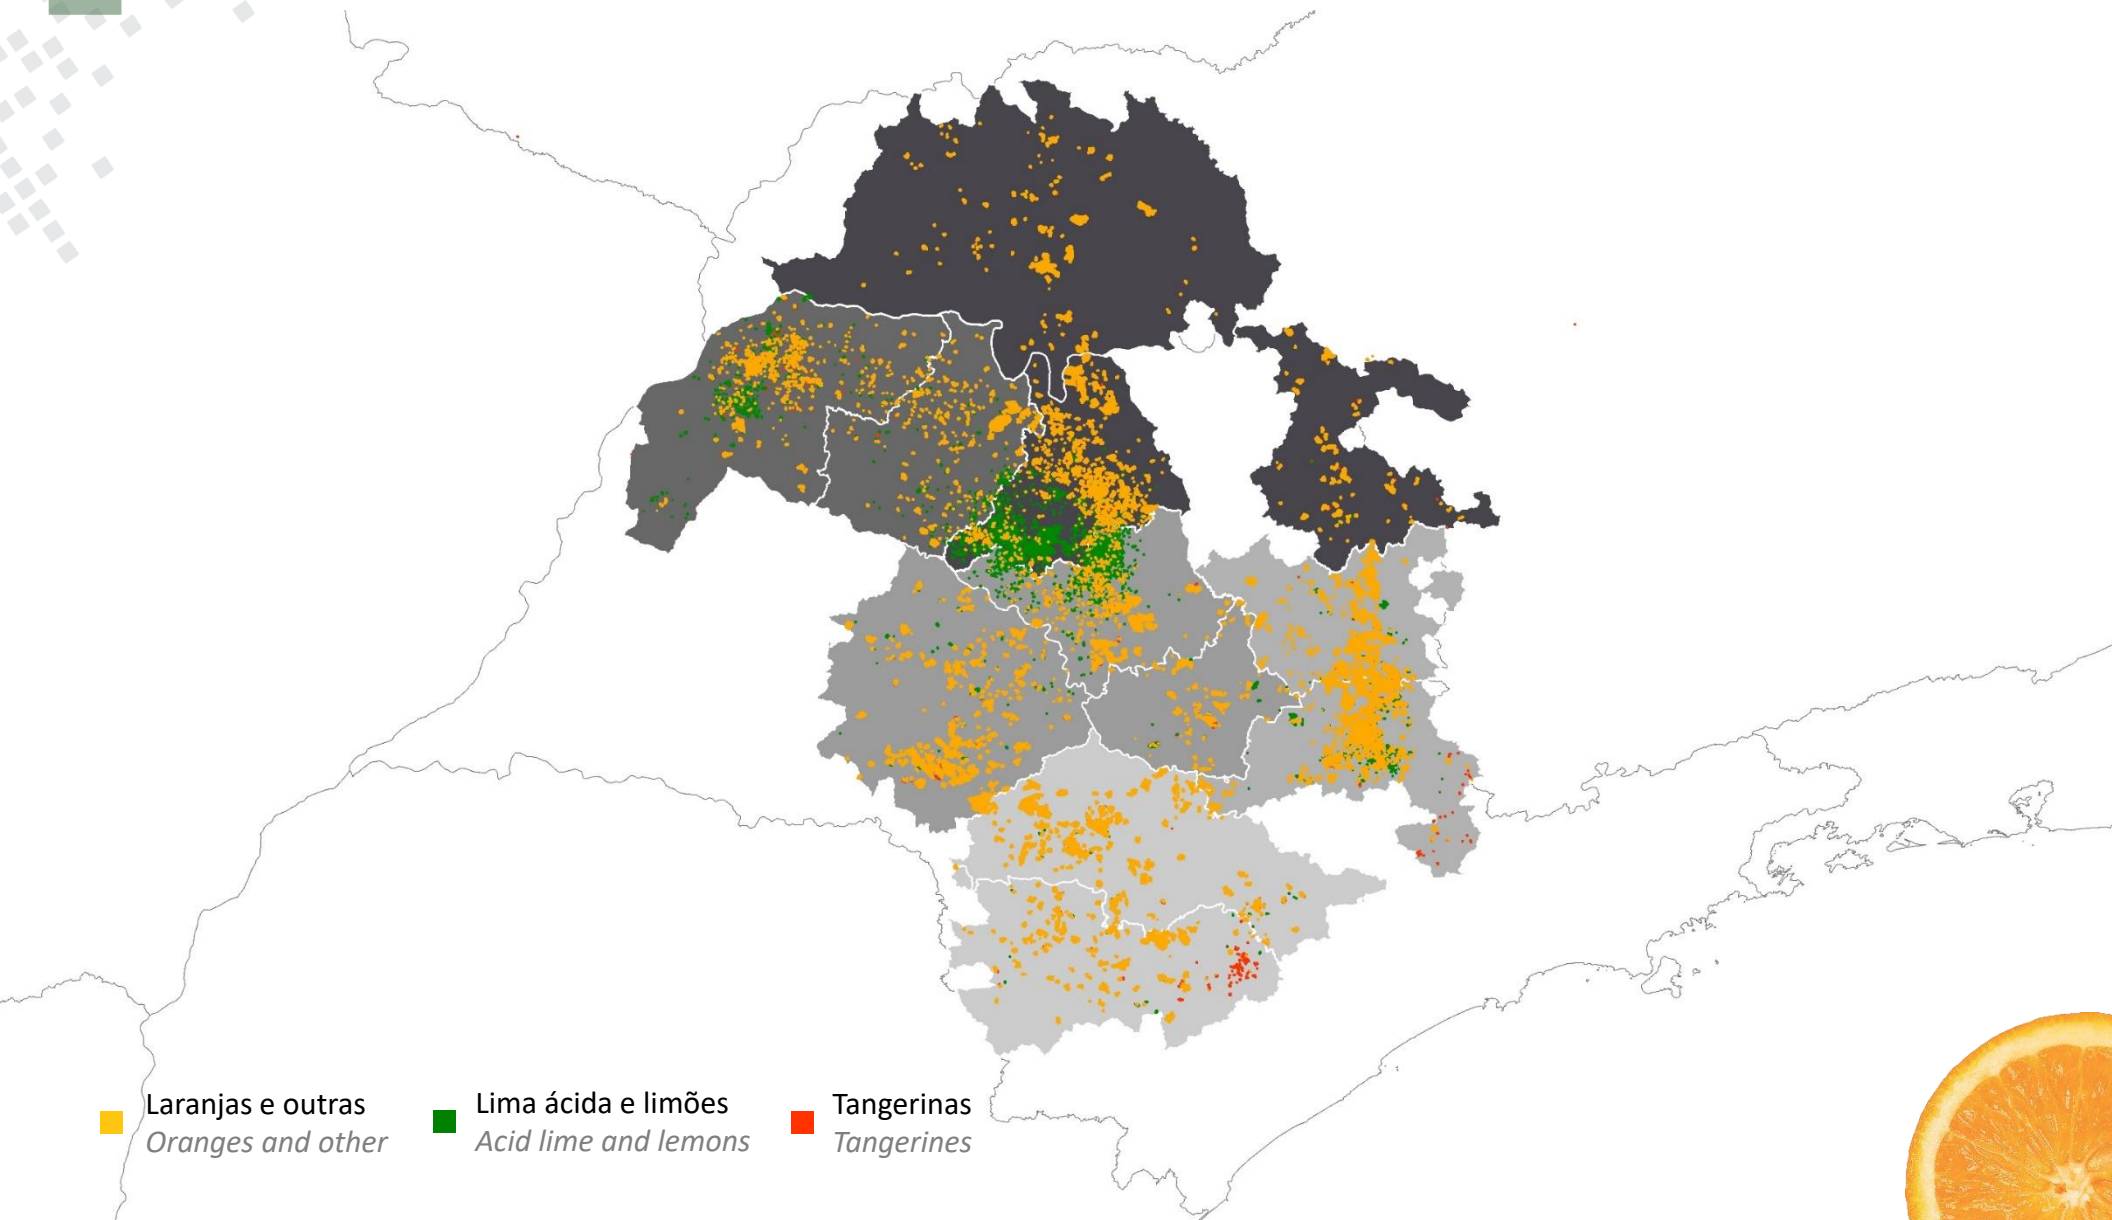 Laranjas e outras
Oranges and other
Lima ácida e limões
Acid lime and lemons
Tangerinas
Tangerines